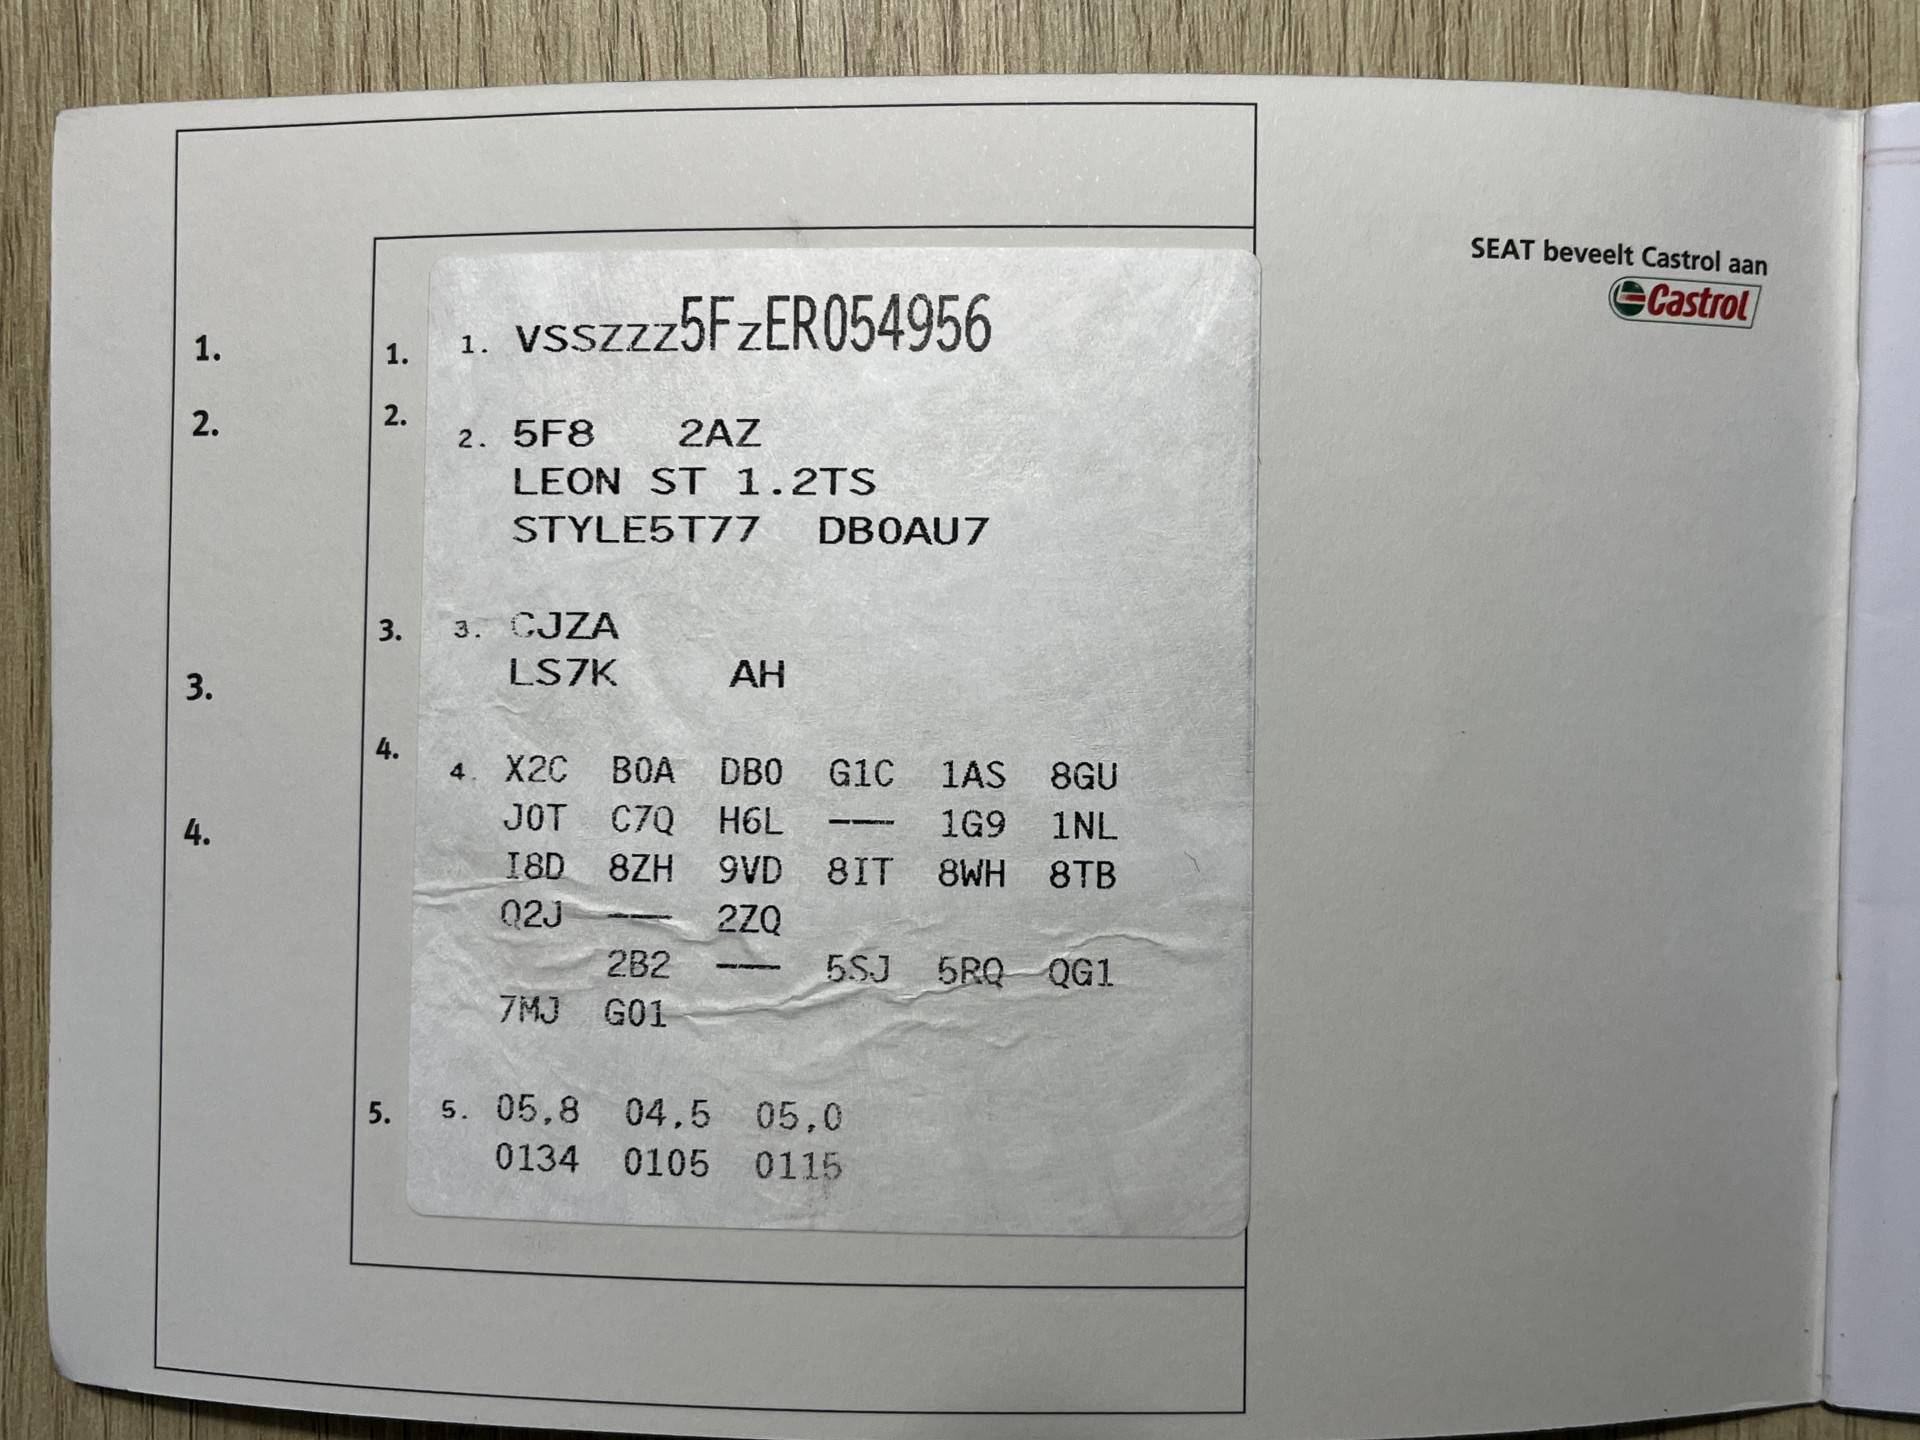 SEAT beveelt Castrol aan
Castrol
1. 1. 1. VSSZZZ5FZER054956
2. 2. 2. 5F8 2AZ
LEON ST 1.2TS
STYLE5T77 DB0AU7
3. 3. CJZA
3. LS7K AH
4. 4. X2C B0A DB0 G1C 1AS 8GU
4. J0T C7Q H6L --- 1G9 1NL
I8D 8ZH 9VD 8IT 8WH 8TB
Q2J --- 2ZQ
2B2 --- 5SJ 5RQ QG1
7MJ G01
5. 5. 05,8 04,5 05,0
0134 0105 0115